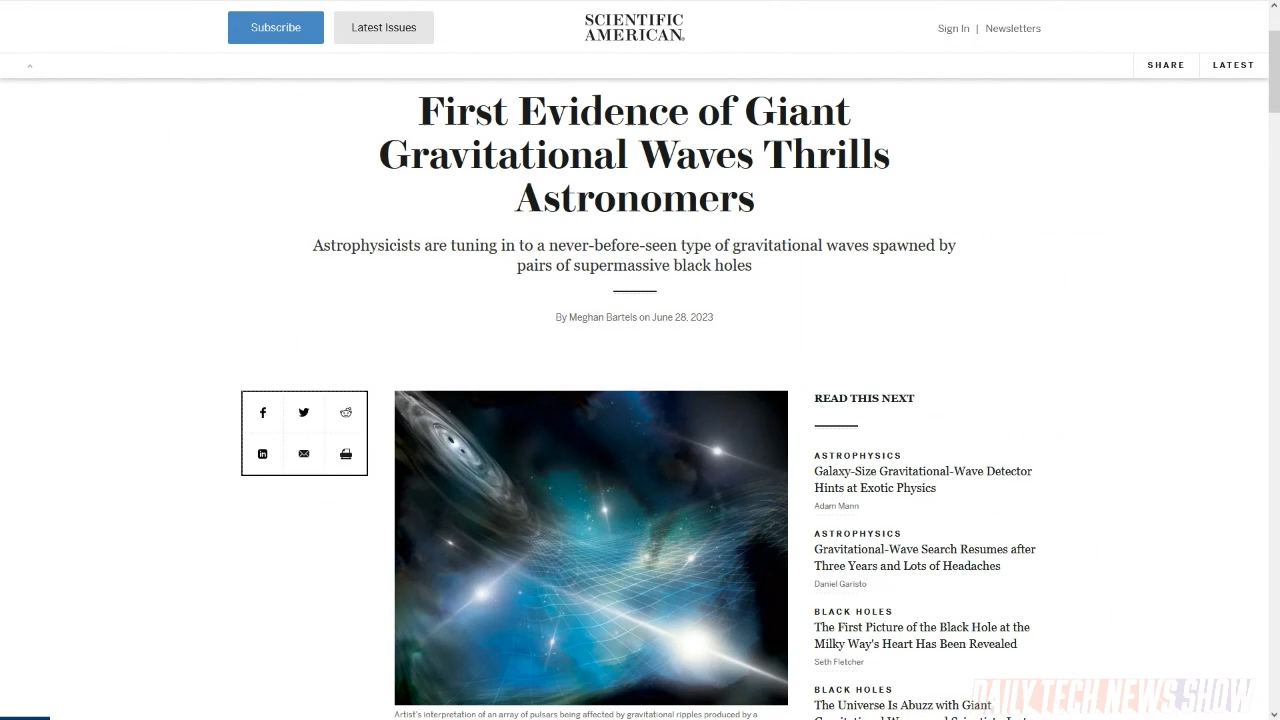 Subscribe
Latest Issues
SCIENTIFIC
AMERICAN®
Sign In | Newsletters
SHARE
LATEST
First Evidence of Giant
Gravitational Waves Thrills
Astronomers
Astrophysicists are tuning in to a never-before-seen type of gravitational waves spawned by
pairs of supermassive black holes
By Meghan Bartels on June 28, 2023
READ THIS NEXT
ASTROPHYSICS
Galaxy-Size Gravitational-Wave Detector
Hints at Exotic Physics
Adam Mann
ASTROPHYSICS
Gravitational-Wave Search Resumes after
Three Years and Lots of Headaches
Daniel Garisto
BLACK HOLES
The First Picture of the Black Hole at the
Milky Way's Heart Has Been Revealed
Seth Fletcher
BLACK HOLES
The Universe Is Abuzz with Giant
Artist's interpretation of an array of pulsars being affected by gravitational ripples produced by a
DAILY TECH NEWS SHOW